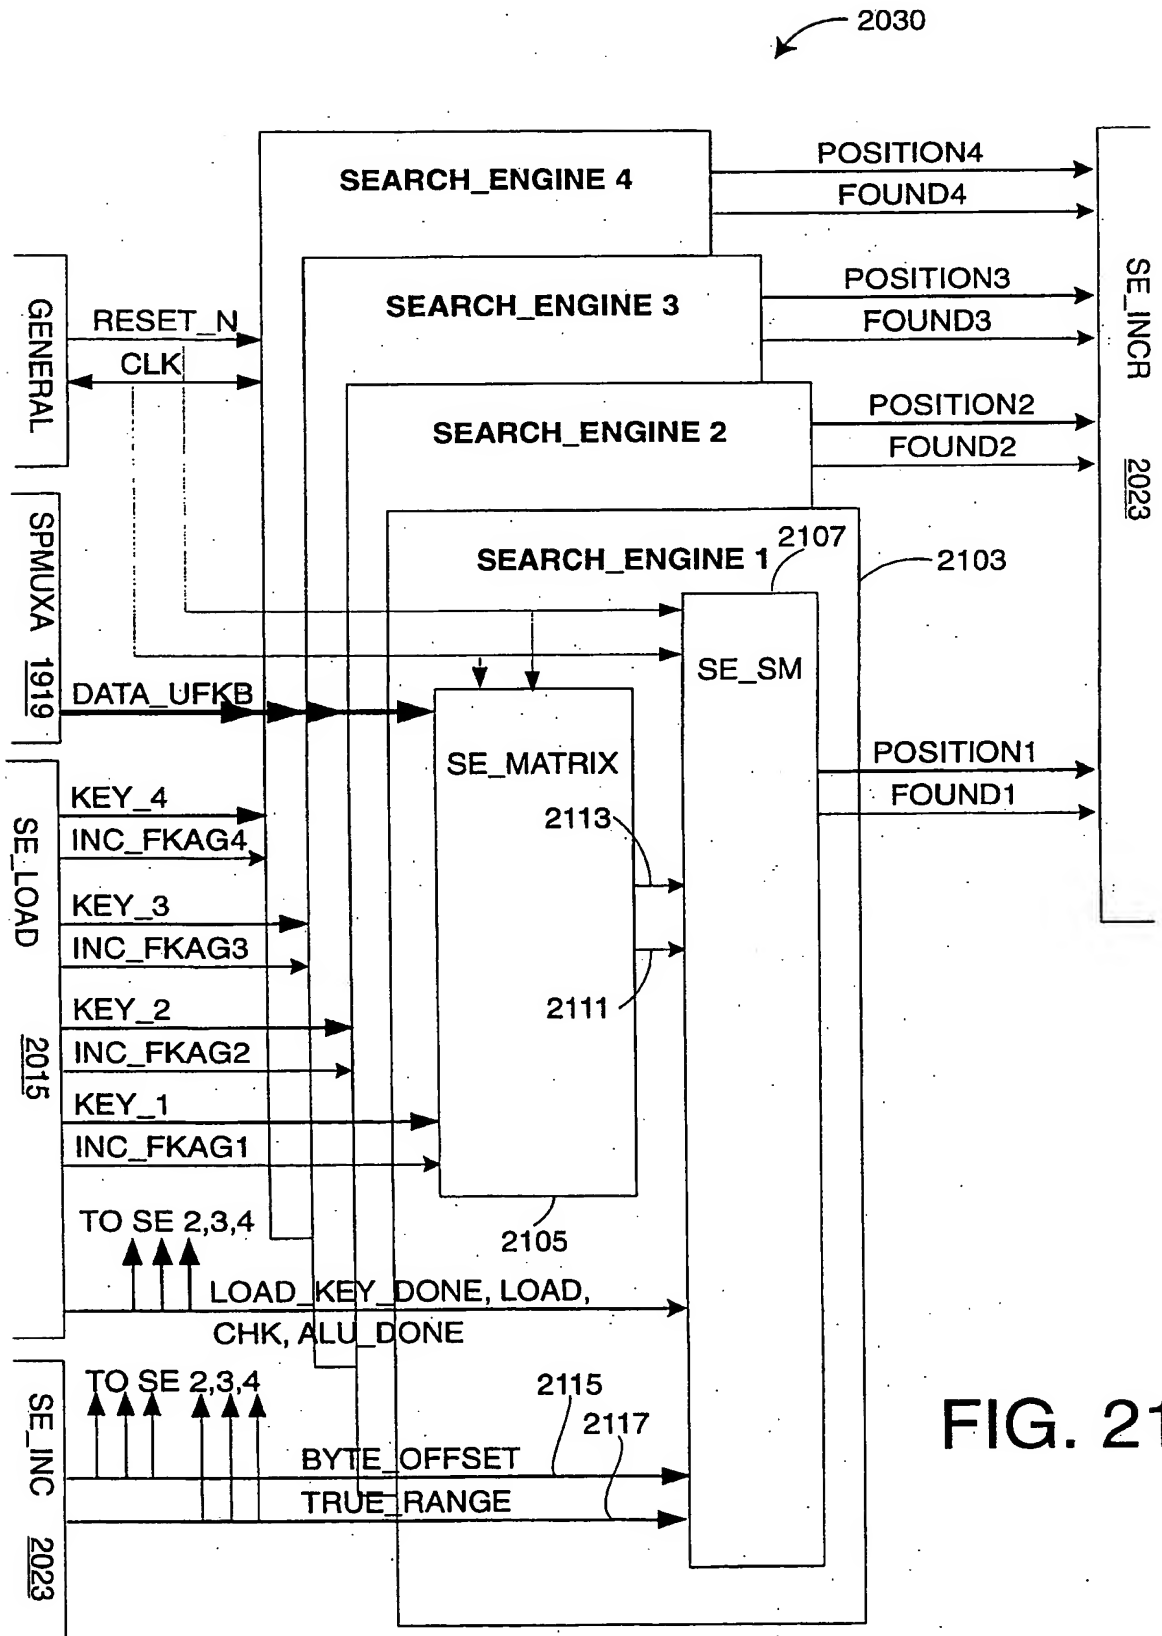 2030
SEARCH_ENGINE 4
POSITION4
FOUND4
SEARCH_ENGINE 3
POSITION3
FOUND3
SE_INCR 2023
GENERAL
RESET_N
CLK
SEARCH_ENGINE 2
POSITION2
FOUND2
SPMUXA 1919
SEARCH_ENGINE 1
2107
2103
DATA_UFKB
SE_SM
SE_MATRIX
POSITION1
FOUND1
SE_LOAD 2015
KEY_4
INC_FKAG4
2113
KEY_3
INC_FKAG3
2111
KEY_2
INC_FKAG2
KEY_1
INC_FKAG1
TO SE 2,3,4
2105
LOAD_KEY_DONE, LOAD,
CHK, ALU_DONE
SE_INC 2023
TO SE 2,3,4
2115
2117
BYTE_OFFSET
TRUE_RANGE
FIG. 21